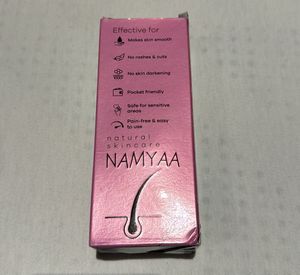 Effective for
Makes skin smooth
No rashes & cuts
No skin darkening
Pocket friendly
Safe for sensitive
areas
Pain-free & easy
to use
natural
skincare
NAMYAA